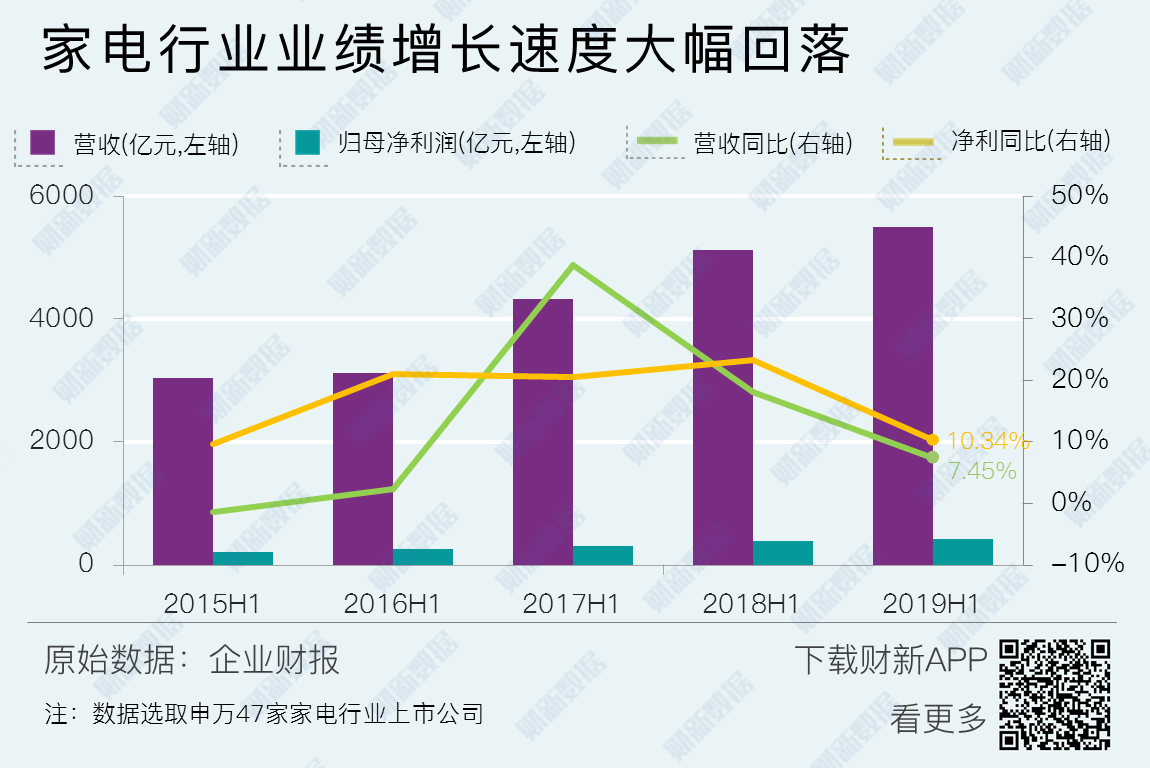 家电行业业绩增长速度大幅回落
营收(亿元,左轴) 归母净利润(亿元,左轴) 营收同比(右轴) 净利同比(右轴)
6000 50%
40%
4000 30%
20%
2000 10.34% 10%
7.45%
0%
0 –10%
2015H1 2016H1 2017H1 2018H1 2019H1
原始数据：企业财报 下载财新APP
注：数据选取申万47家家电行业上市公司 看更多
财新数据